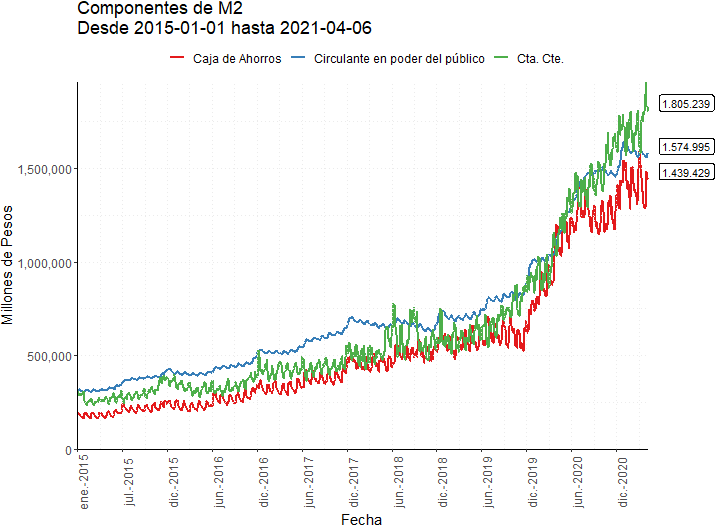 Componentes de M2
Desde 2015-01-01 hasta 2021-04-06
Caja de Ahorros Circulante en poder del público Cta. Cte.
1.805.239
1.574.995
1.439.429
Millones de Pesos
1,500,000
1,000,000
500,000
0
ene.-2015
jul.-2015
dic.-2015
jun.-2016
dic.-2016
jun.-2017
dic.-2017
jun.-2018
dic.-2018
jun.-2019
dic.-2019
jun.-2020
dic.-2020
Fecha